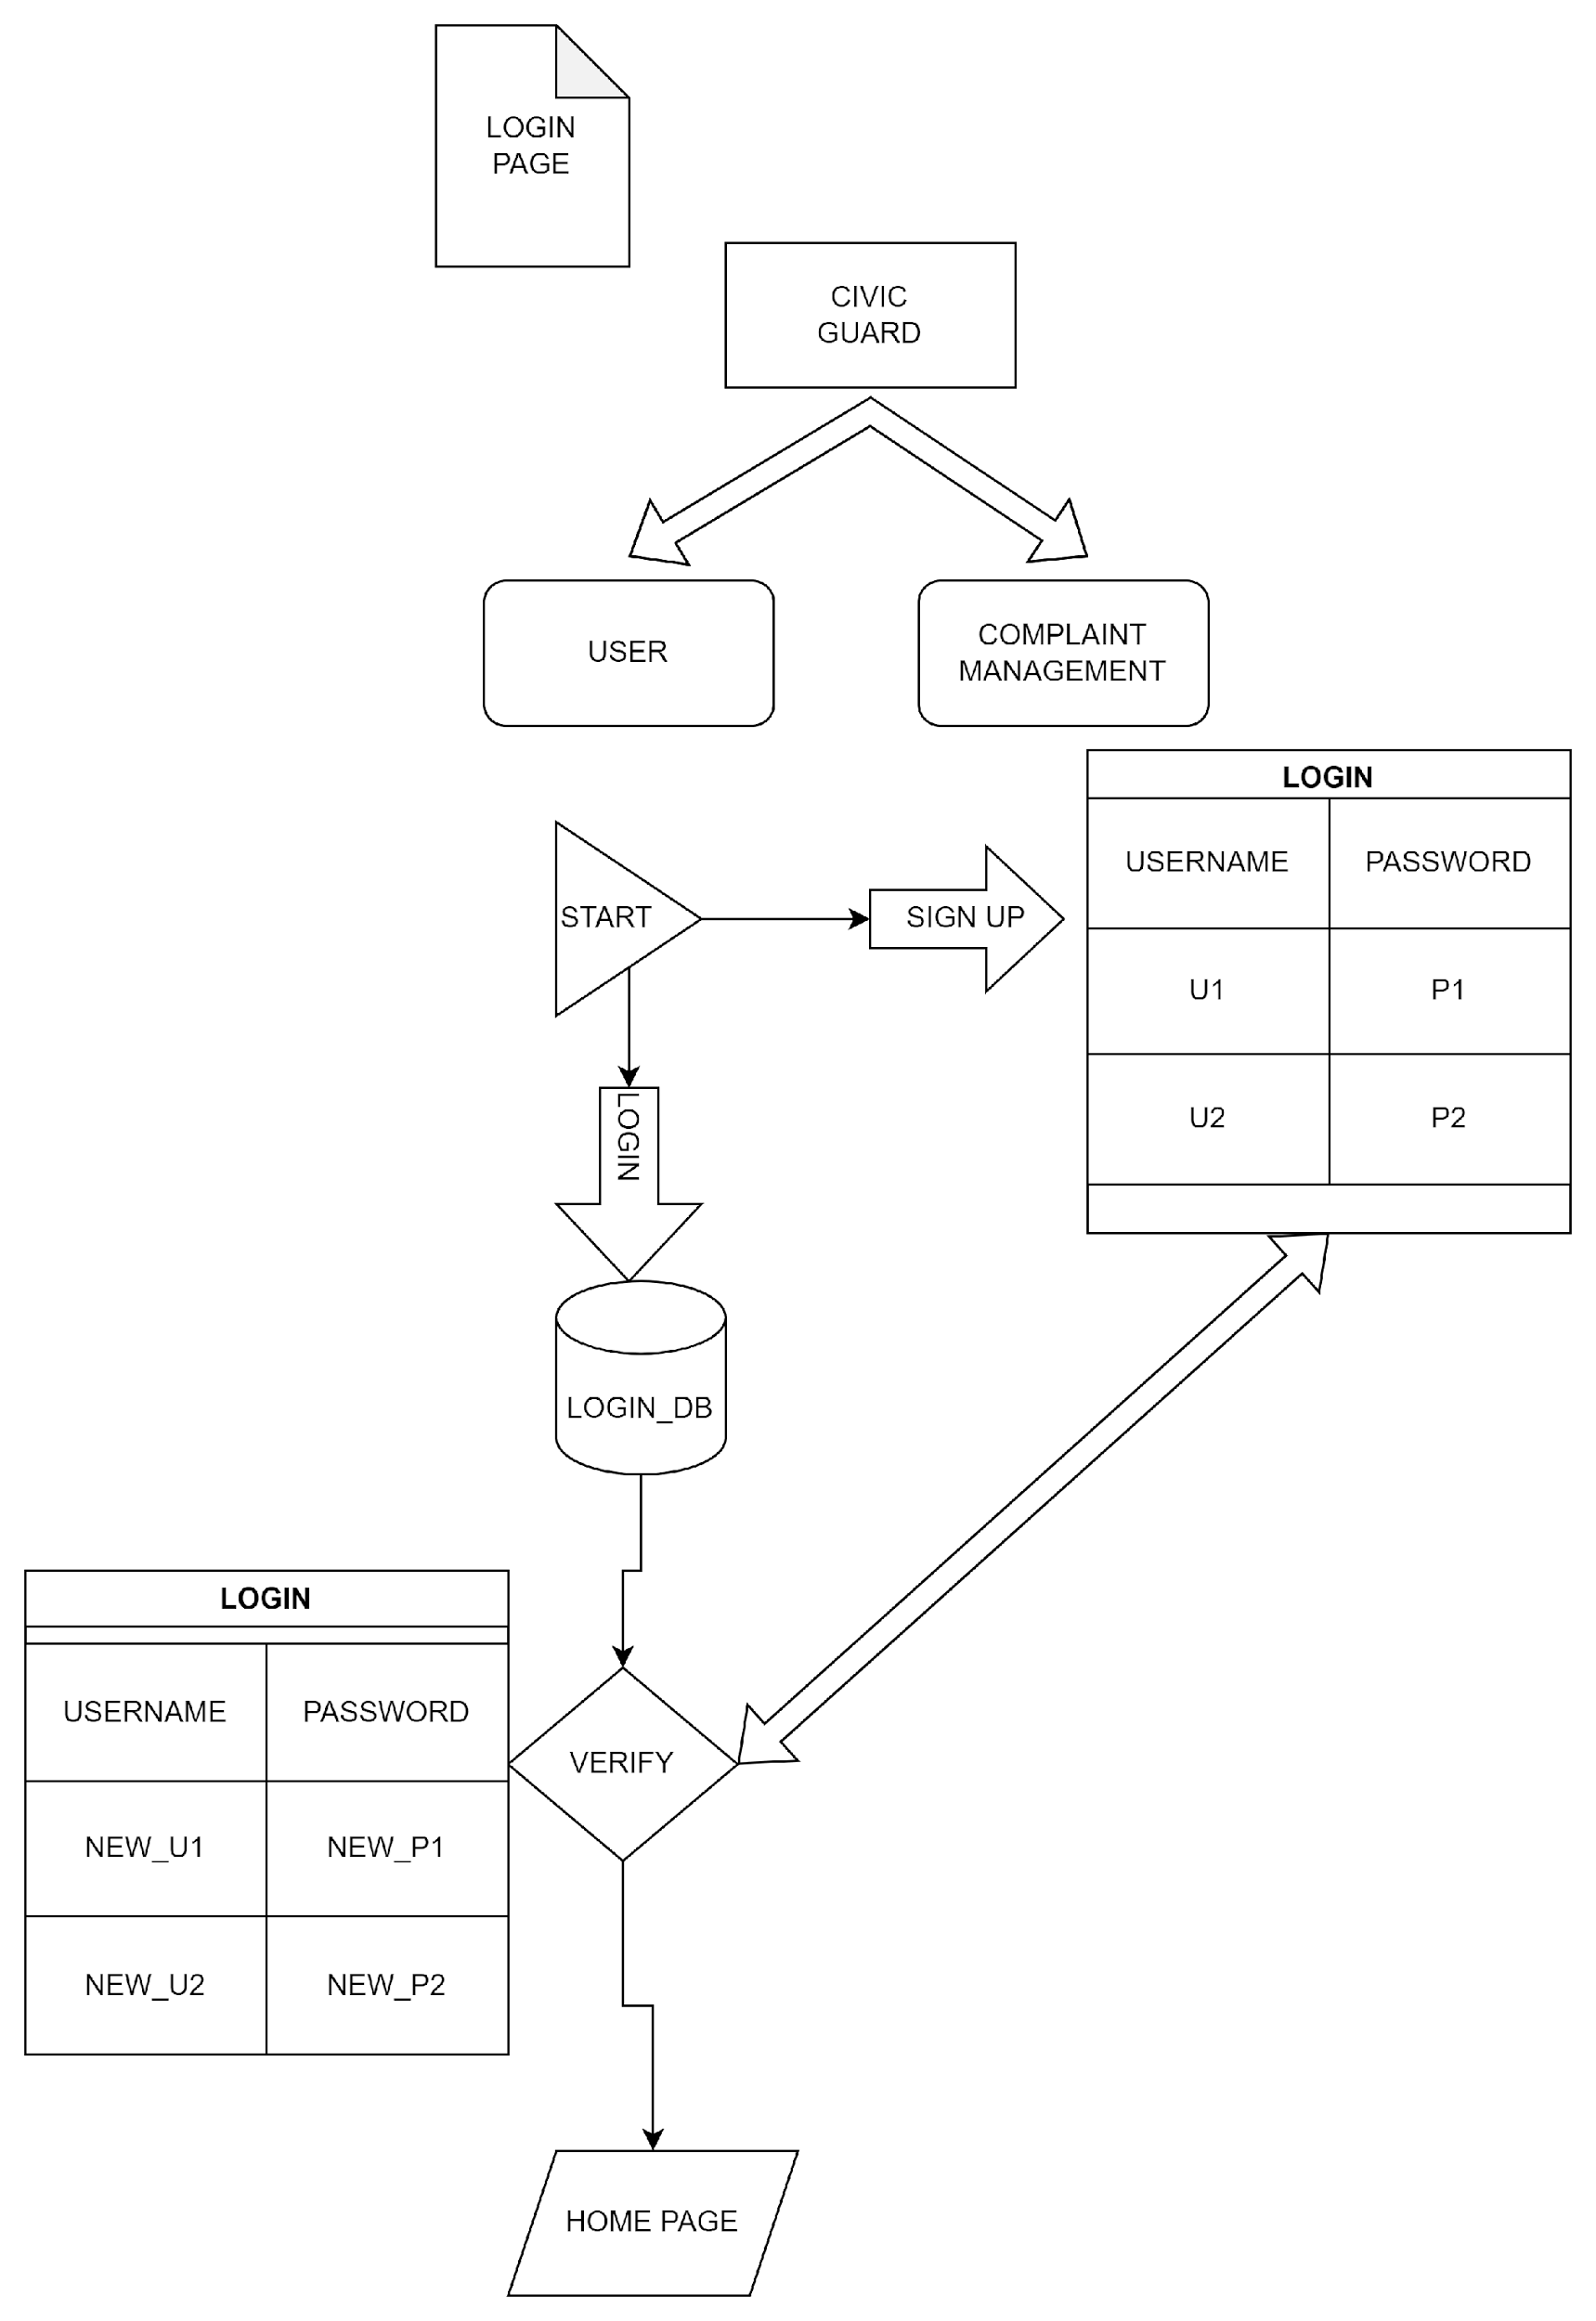 LOGIN
PAGE
CIVIC
GUARD
USER
COMPLAINT
MANAGEMENT
LOGIN
USERNAME PASSWORD
U1 P1
U2 P2
START
SIGN UP
LOGIN
LOGIN_DB
LOGIN
USERNAME PASSWORD
NEW_U1 NEW_P1
NEW_U2 NEW_P2
VERIFY
HOME PAGE